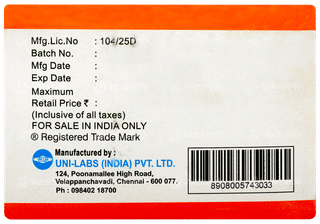 Mfg.Lic.No : 104/25D
Batch No. :
Mfg Date :
Exp Date :
Maximum
Retail Price ₹ :
(Inclusive of all taxes)
FOR SALE IN INDIA ONLY
® Registered Trade Mark
Manufactured by :
UNI-LABS (INDIA) PVT. LTD.
124, Poonamallee High Road,
Velappanchavadi, Chennai - 600 077.
Ph : 098402 18700
8908005743033